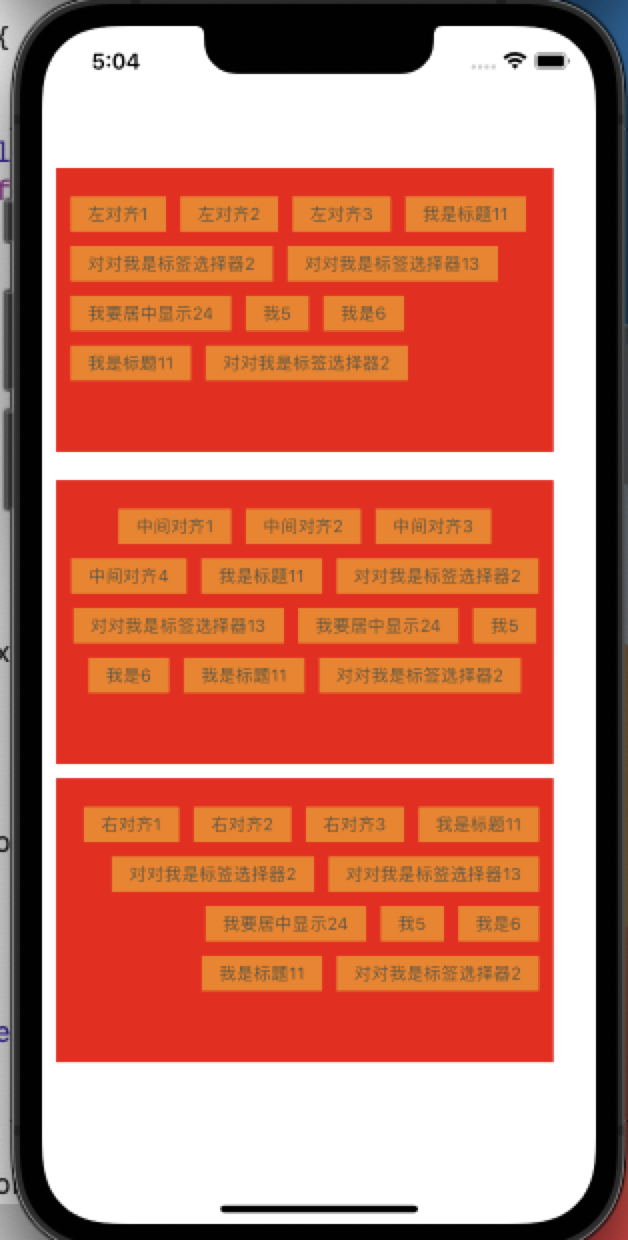 {
5:04
左对齐1 左对齐2 左对齐3 我是标题11
对对我是标签选择器2 对对我是标签选择器13
我要居中显示24 我5 我是6
我是标题11 对对我是标签选择器2
中间对齐1 中间对齐2 中间对齐3
中间对齐4 我是标题11 对对我是标签选择器2
对对我是标签选择器13 我要居中显示24 我5
我是6 我是标题11 对对我是标签选择器2
右对齐1 右对齐2 右对齐3 我是标题11
对对我是标签选择器2 对对我是标签选择器13
我要居中显示24 我5 我是6
我是标题11 对对我是标签选择器2